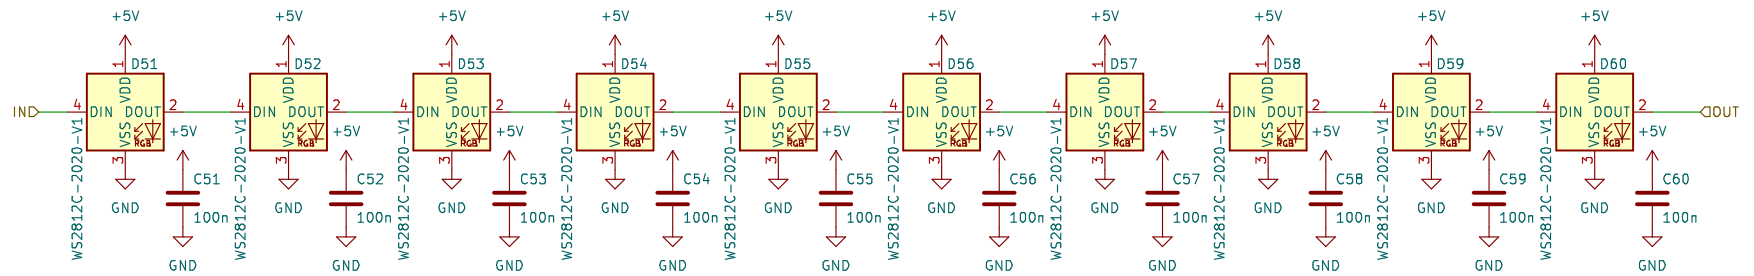 +5V +5V +5V +5V +5V +5V +5V +5V +5V +5V
1 D51 1 D52 1 D53 1 D54 1 D55 1 D56 1 D57 1 D58 1 D59 1 D60
VDD VDD VDD VDD VDD VDD VDD VDD VDD VDD
IN 4 DIN DOUT 2 4 DIN DOUT 2 4 DIN DOUT 2 4 DIN DOUT 2 4 DIN DOUT 2 4 DIN DOUT 2 4 DIN DOUT 2 4 DIN DOUT 2 4 DIN DOUT 2 4 DIN DOUT 2 OUT
VSS +5V VSS +5V VSS +5V VSS +5V VSS +5V VSS +5V VSS +5V VSS +5V VSS +5V VSS +5V
RGB RGB RGB RGB RGB RGB RGB RGB RGB RGB
3 3 3 3 3 3 3 3 3 3
WS2812C-2020-V1 WS2812C-2020-V1 WS2812C-2020-V1 WS2812C-2020-V1 WS2812C-2020-V1 WS2812C-2020-V1 WS2812C-2020-V1 WS2812C-2020-V1 WS2812C-2020-V1 WS2812C-2020-V1
C51 C52 C53 C54 C55 C56 C57 C58 C59 C60
GND 100n GND 100n GND 100n GND 100n GND 100n GND 100n GND 100n GND 100n GND 100n GND 100n
GND GND GND GND GND GND GND GND GND GND